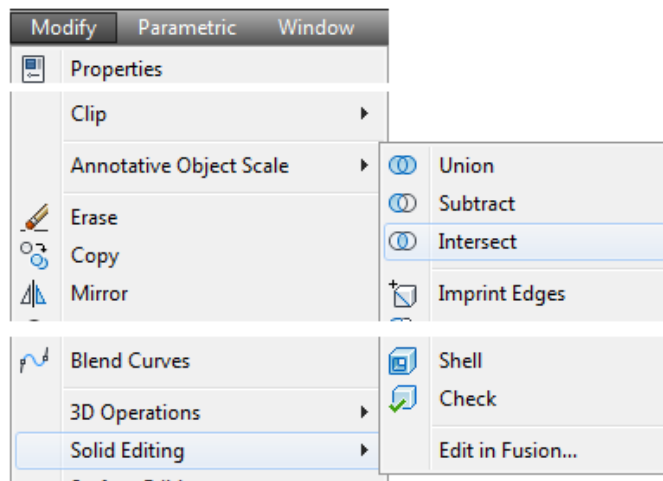 Modify Parametric Window
Properties
Clip
Annotative Object Scale
Erase
Copy
Mirror
Blend Curves
3D Operations
Solid Editing
Union
Subtract
Intersect
Imprint Edges
Shell
Check
Edit in Fusion...